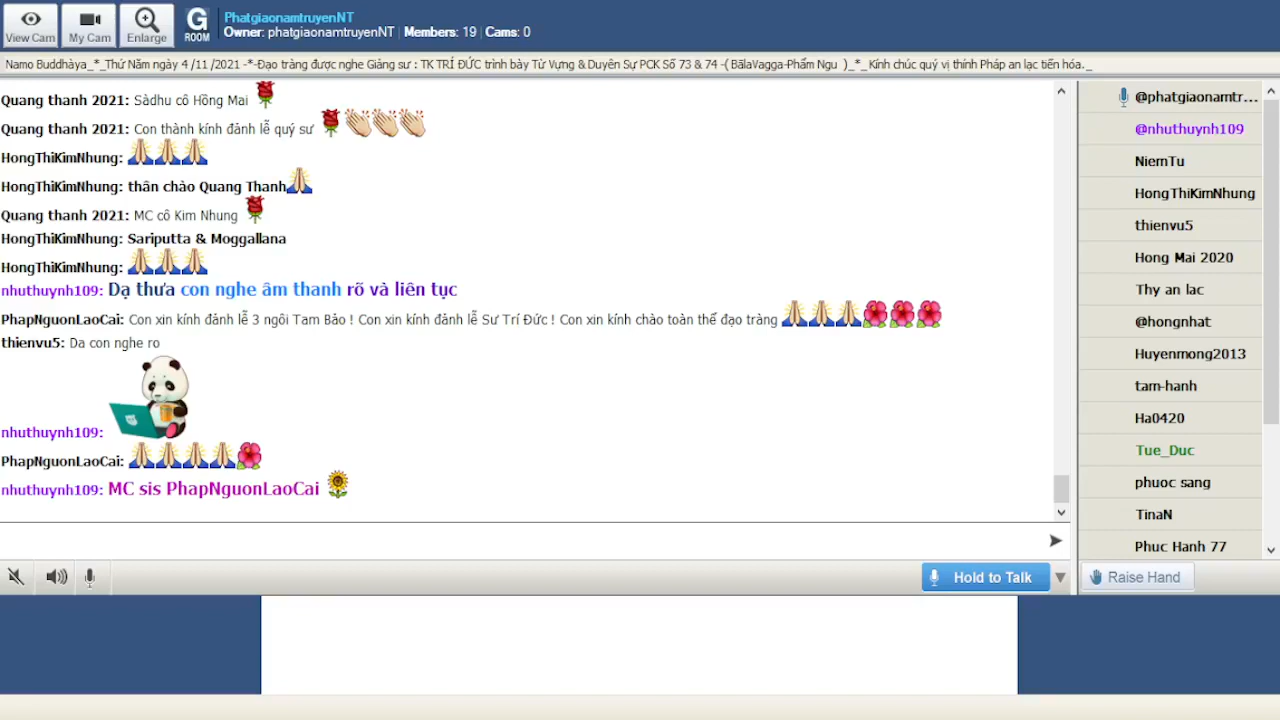 View Cam
My Cam
Enlarge
G
ROOM
PhatgiaonamtruyenNT
Owner: phatgiaonamtruyenNT | Members: 19 | Cams: 0
Namo Buddhàya_*_Thứ Năm ngày 4 /11 /2021 -*-Đạo tràng được nghe Giảng sư : TK TRÍ ĐỨC trình bày Từ Vựng & Duyên Sự PCK Số 73 & 74 -( BālaVagga-Phẩm Ngu )_*_ Kính chúc quý vị thính Pháp an lạc tiến hóa._
Quang thanh 2021: Sàdhu cô Hồng Mai
Quang thanh 2021: Con thành kính đảnh lễ quý sư
HongThiKimNhung:
HongThiKimNhung: thân chào Quang Thanh
Quang thanh 2021: MC cô Kim Nhung
HongThiKimNhung: Sariputta & Moggallana
HongThiKimNhung:
nhuthuynh109: Dạ thưa con nghe âm thanh rõ và liên tục
PhapNguonLaoCai: Con xin kính đảnh lễ 3 ngôi Tam Bảo ! Con xin kính đảnh lễ Sư Trí Đức ! Con xin kính chào toàn thể đạo tràng
thienvu5: Da con nghe ro
nhuthuynh109:
PhapNguonLaoCai:
nhuthuynh109: MC sis PhapNguonLaoCai
@phatgiaonamtr...
@nhuthuynh109
NiemTu
HongThiKimNhung
thienvu5
Hong Mai 2020
Thy an lac
@hongnhat
Huyenmong2013
tam-hanh
Ha0420
Tue_Duc
phuoc sang
TinaN
Phuc Hanh 77
Hold to Talk
Raise Hand